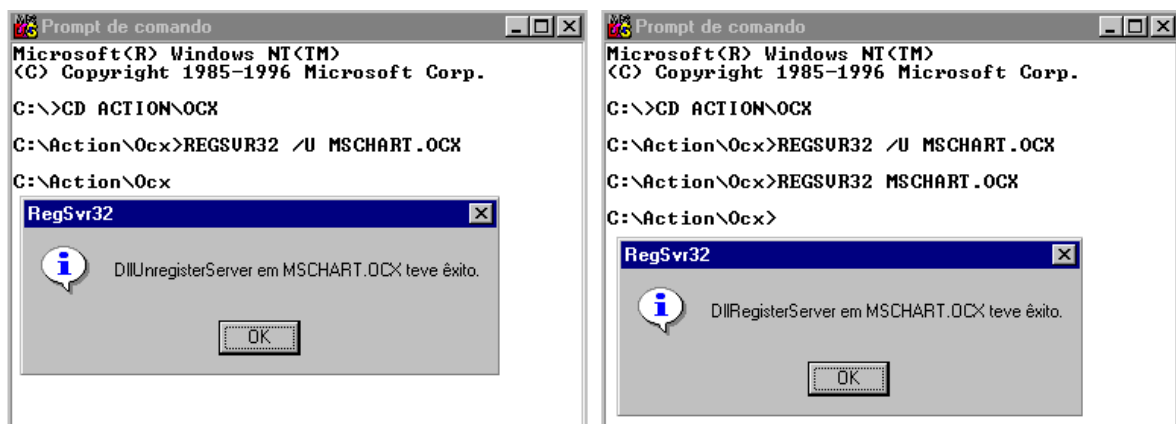 Prompt de comando
Microsoft(R) Windows NT(TM)
(C) Copyright 1985-1996 Microsoft Corp.
C:\>CD ACTION\OCX
C:\Action\Ocx>REGSVR32 /U MSCHART.OCX
C:\Action\Ocx
RegSvr32
DllUnregisterServer em MSCHART.OCX teve êxito.
OK
Prompt de comando
Microsoft(R) Windows NT(TM)
(C) Copyright 1985-1996 Microsoft Corp.
C:\>CD ACTION\OCX
C:\Action\Ocx>REGSVR32 /U MSCHART.OCX
C:\Action\Ocx>REGSVR32 MSCHART.OCX
C:\Action\Ocx>
RegSvr32
DllRegisterServer em MSCHART.OCX teve êxito.
OK